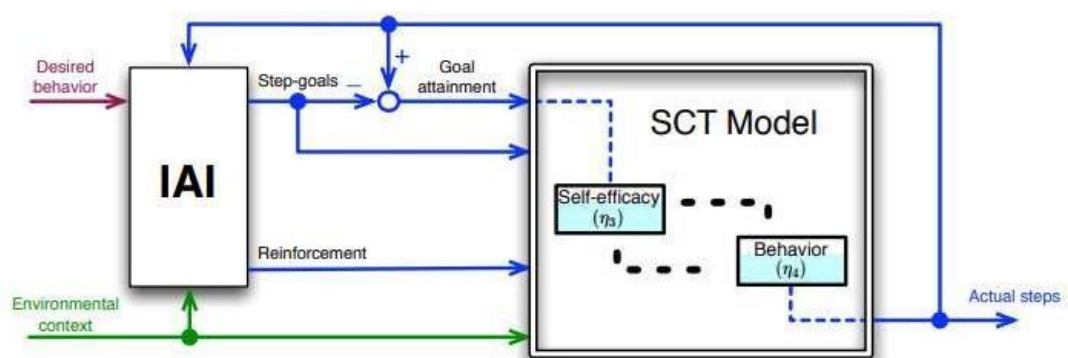 Desired
behavior
IAI
Step-goals
−
+
Goal
attainment
SCT Model
Self-efficacy
(η₃)
Behavior
(η₄)
Reinforcement
Environmental
context
Actual steps